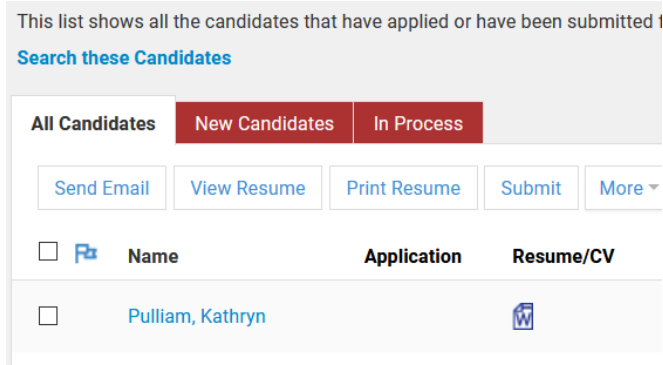 This list shows all the candidates that have applied or have been submitted
Search these Candidates
All Candidates New Candidates In Process
Send Email View Resume Print Resume Submit More
Name Application Resume/CV
Pulliam, Kathryn